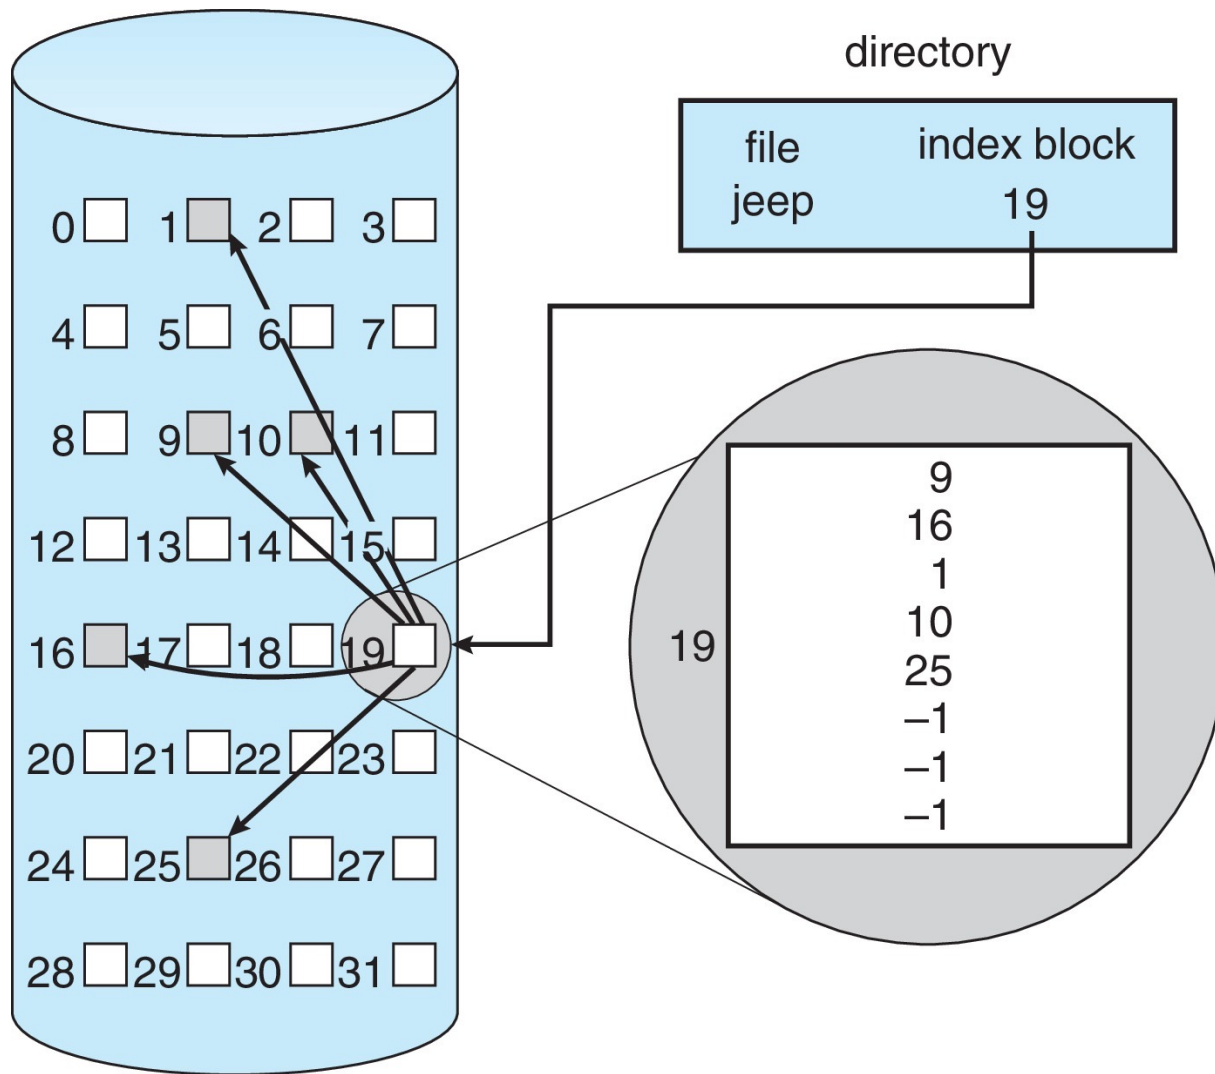 directory
file index block
jeep 19
0 1 2 3
4 5 6 7
8 9 10 11
12 13 14 15
16 17 18 19
20 21 22 23
24 25 26 27
28 29 30 31
19
9
16
1
10
25
–1
–1
–1